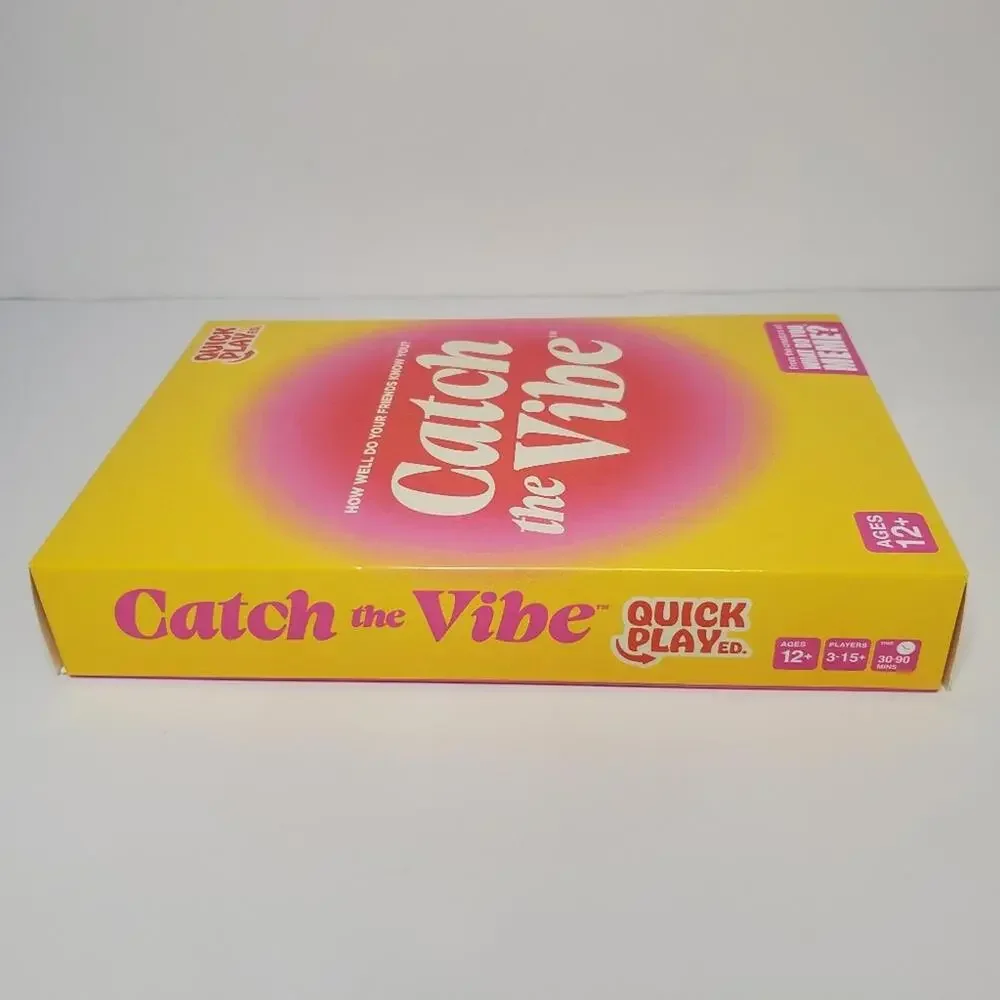 QUICK
PLAY ED.
HOW WELL DO YOUR FRIENDS KNOW YOU?
Catch
the Vibe™
From the creators of
WHAT DO YOU
MEME?
AGES
12+
Catch the Vibe™
QUICK
PLAY ED.
AGES
12+
PLAYERS
3-15+
TIME
30-90
MINS